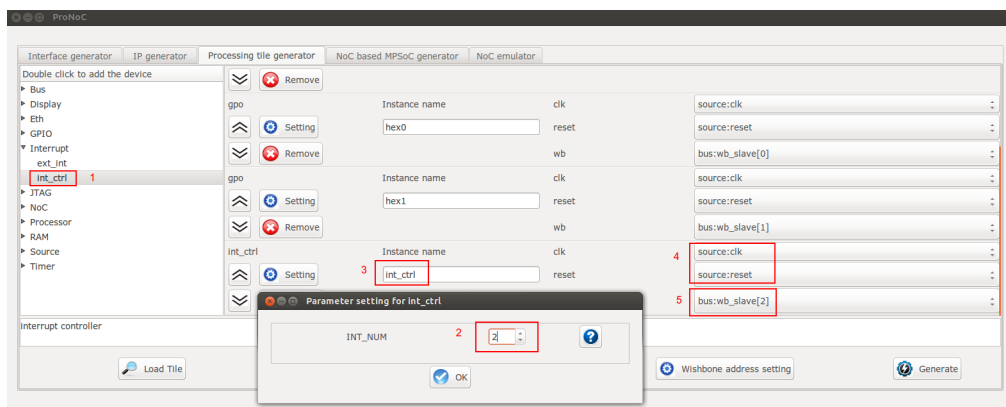 ProNoC
Interface generator IP generator Processing tile generator NoC based MPSoC generator NoC emulator
Double click to add the device
Bus
Display
Eth
GPIO
Interrupt
ext_int
int_ctrl 1
JTAG
NoC
Processor
RAM
Source
Timer
Remove
gpo Instance name clk source:clk
Setting hex0 reset source:reset
Remove wb bus:wb_slave[0]
gpo Instance name clk source:clk
Setting hex1 reset source:reset
Remove wb bus:wb_slave[1]
int_ctrl Instance name clk 4 source:clk
Setting 3 int_ctrl reset source:reset
5 bus:wb_slave[2]
Parameter setting for int_ctrl
INT_NUM 2 2
OK
interrupt controller
Load Tile Wishbone address setting Generate